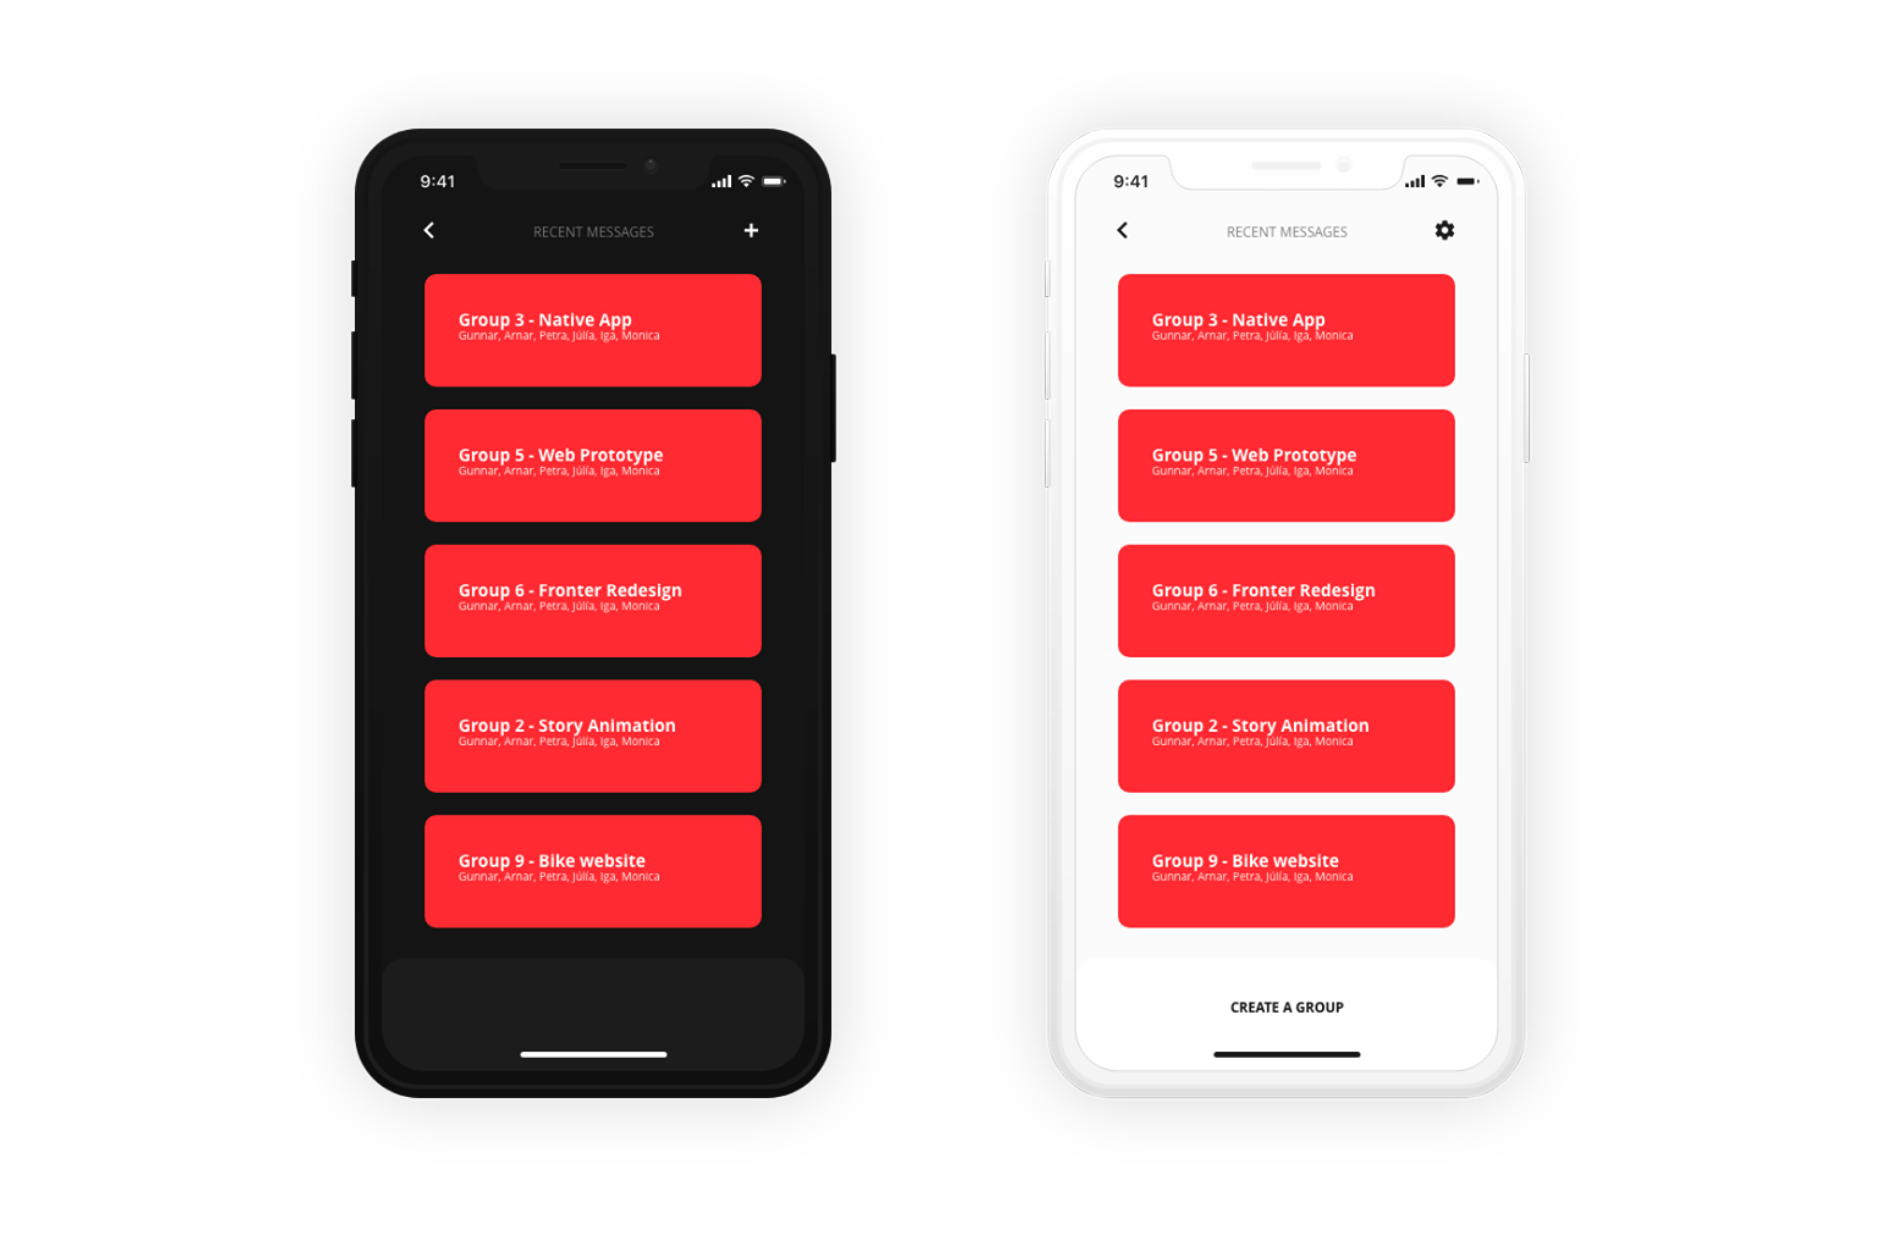 9:41
RECENT MESSAGES
Group 3 - Native App
Gunnar, Arnar, Petra, Júlía, Iga, Monica
Group 5 - Web Prototype
Gunnar, Arnar, Petra, Júlía, Iga, Monica
Group 6 - Fronter Redesign
Gunnar, Arnar, Petra, Júlía, Iga, Monica
Group 2 - Story Animation
Gunnar, Arnar, Petra, Júlía, Iga, Monica
Group 9 - Bike website
Gunnar, Arnar, Petra, Júlía, Iga, Monica
9:41
RECENT MESSAGES
Group 3 - Native App
Gunnar, Arnar, Petra, Júlía, Iga, Monica
Group 5 - Web Prototype
Gunnar, Arnar, Petra, Júlía, Iga, Monica
Group 6 - Fronter Redesign
Gunnar, Arnar, Petra, Júlía, Iga, Monica
Group 2 - Story Animation
Gunnar, Arnar, Petra, Júlía, Iga, Monica
Group 9 - Bike website
Gunnar, Arnar, Petra, Júlía, Iga, Monica
CREATE A GROUP